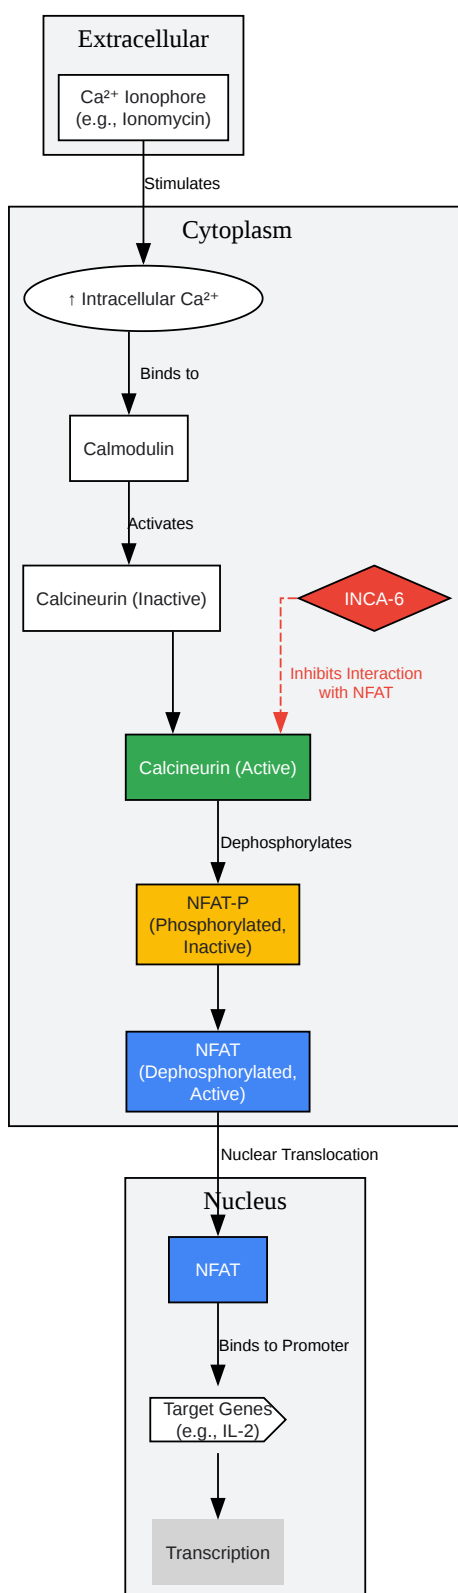 Extracellular
Ca²⁺ Ionophore
(e.g., Ionomycin)
Stimulates
Cytoplasm
↑ Intracellular Ca²⁺
Binds to
Calmodulin
Activates
Calcineurin (Inactive)
INCA-6
Inhibits Interaction
with NFAT
Calcineurin (Active)
Dephosphorylates
NFAT-P
(Phosphorylated,
Inactive)
NFAT
(Dephosphorylated,
Active)
Nuclear Translocation
Nucleus
NFAT
Binds to Promoter
Target Genes
(e.g., IL-2)
Transcription